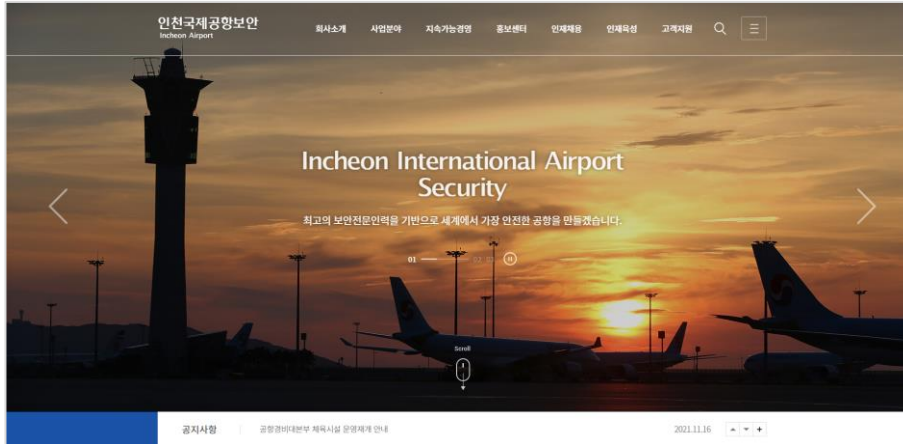 인천국제공항보안
Incheon Airport
회사소개 사업분야 지속가능경영 홍보센터 인재채용 인재육성 고객지원
Incheon International Airport
Security
최고의 보안전문인력을 기반으로 세계에서 가장 안전한 공항을 만들겠습니다.
01 02 03
Scroll
공지사항 공항경비대본부 체육시설 운영재개 안내 2021.11.16